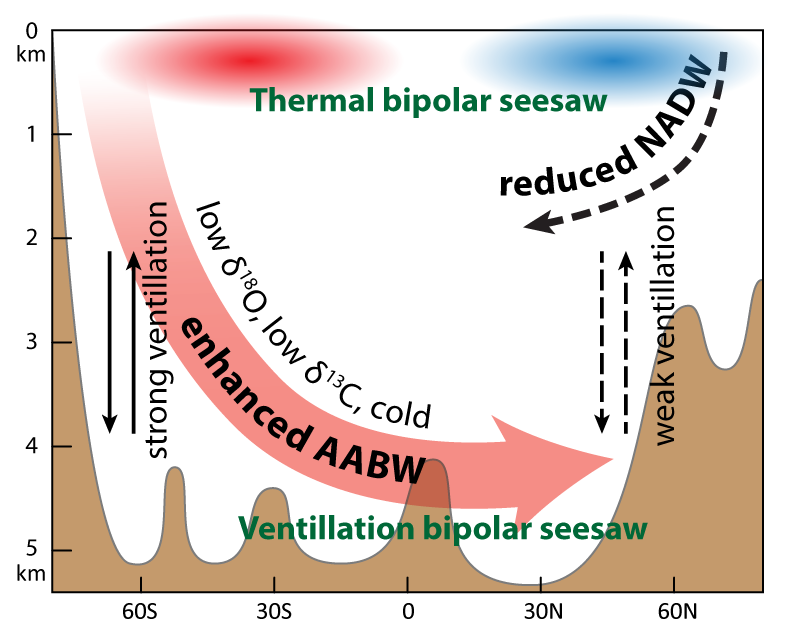 0
km
Thermal bipolar seesaw
reduced NADW
1
2
low δ¹⁸O, low δ¹³C, cold
strong ventillation
weak ventillation
3
enhanced AABW
4
Ventillation bipolar seesaw
5
km
60S 30S 0 30N 60N